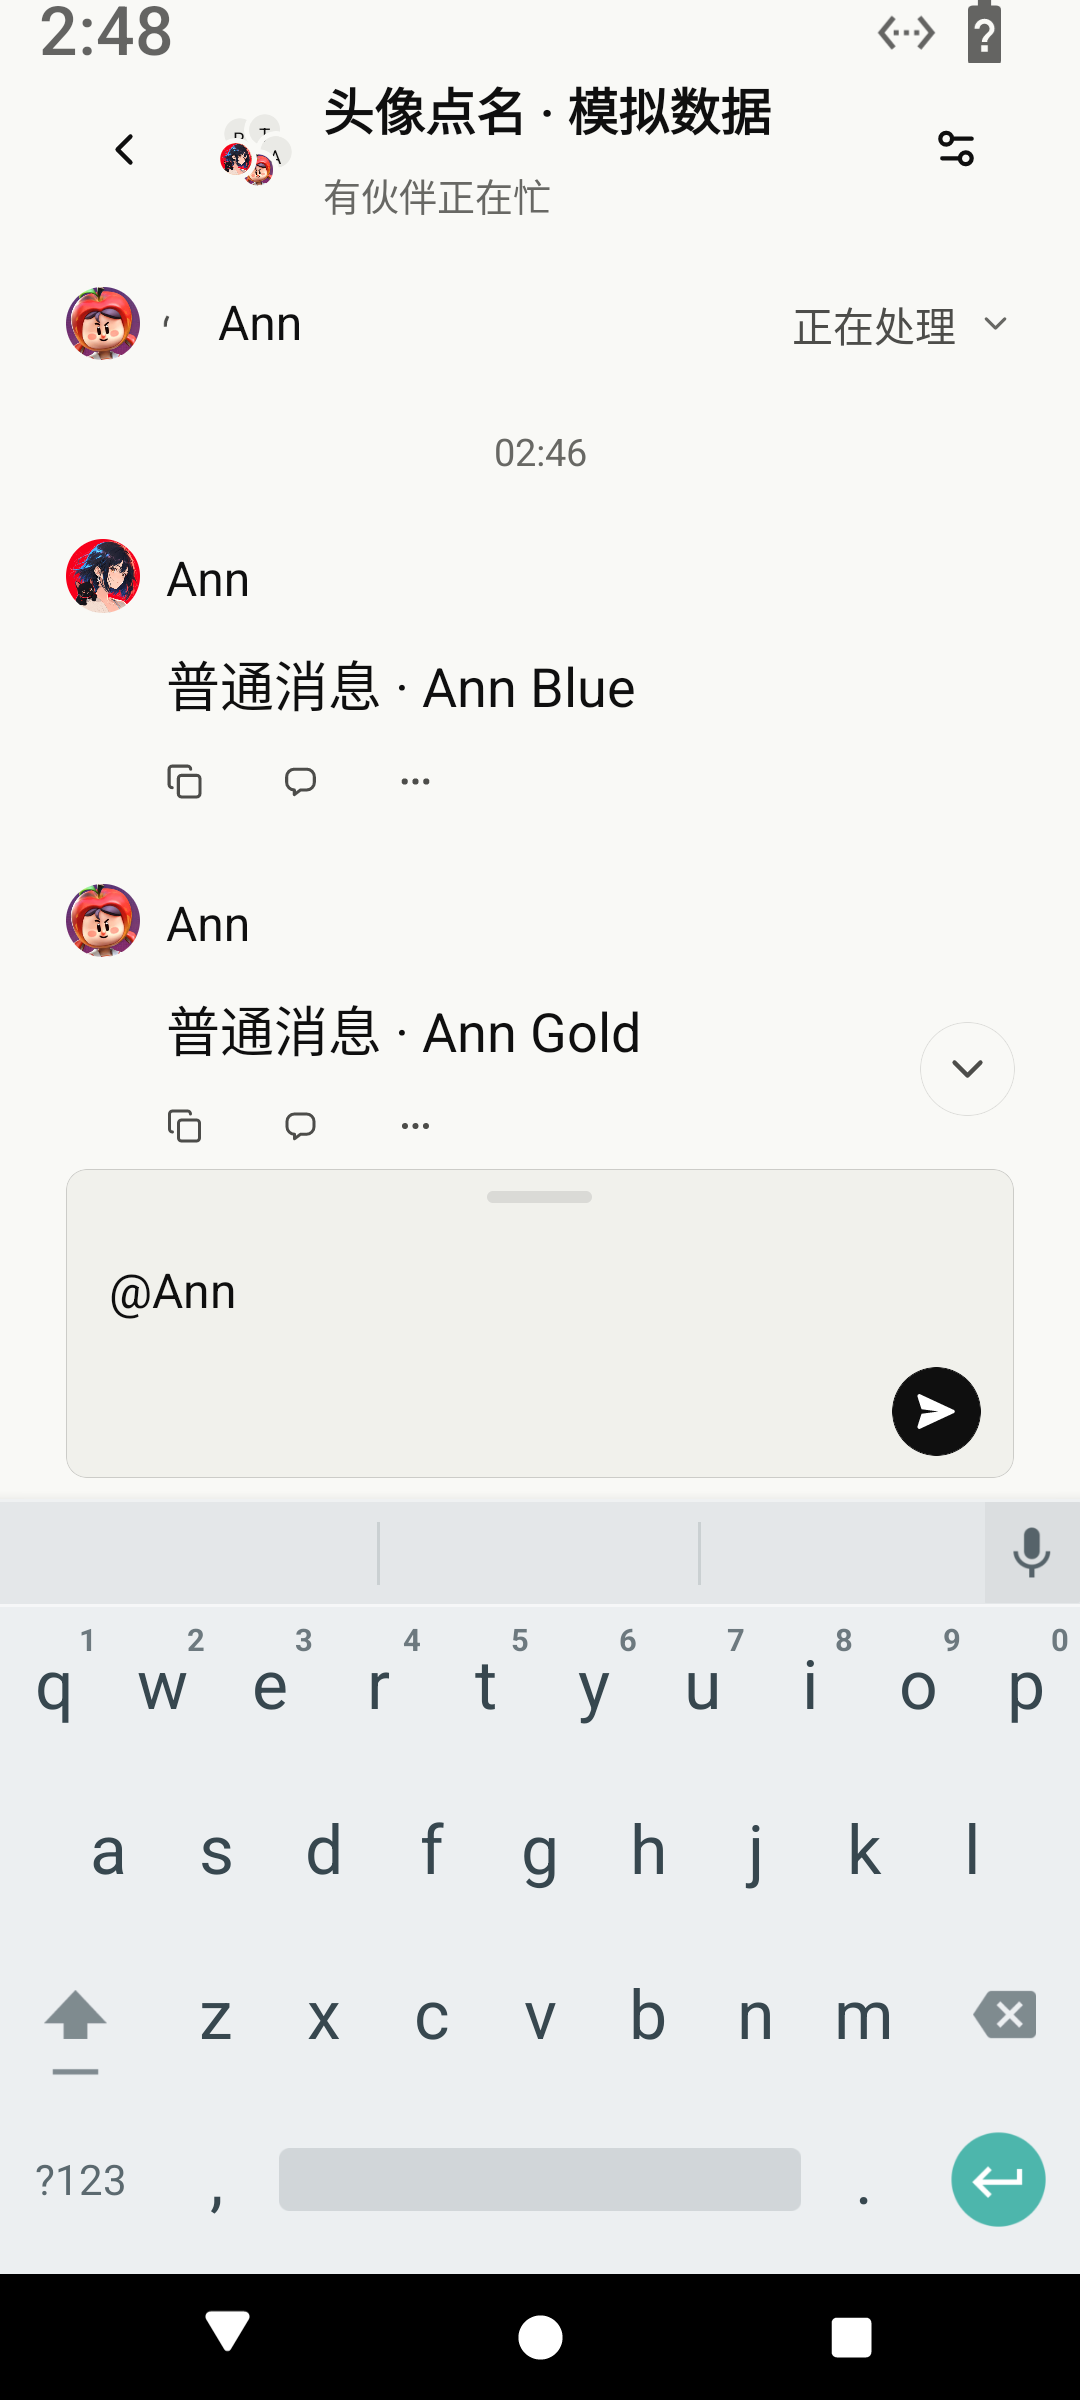 2:48
头像点名 · 模拟数据
有伙伴正在忙
Ann
正在处理
02:46
Ann
普通消息 · Ann Blue
Ann
普通消息 · Ann Gold
@Ann
1 2 3 4 5 6 7 8 9 0
q w e r t y u i o p
a s d f g h j k l
z x c v b n m
?123 , .